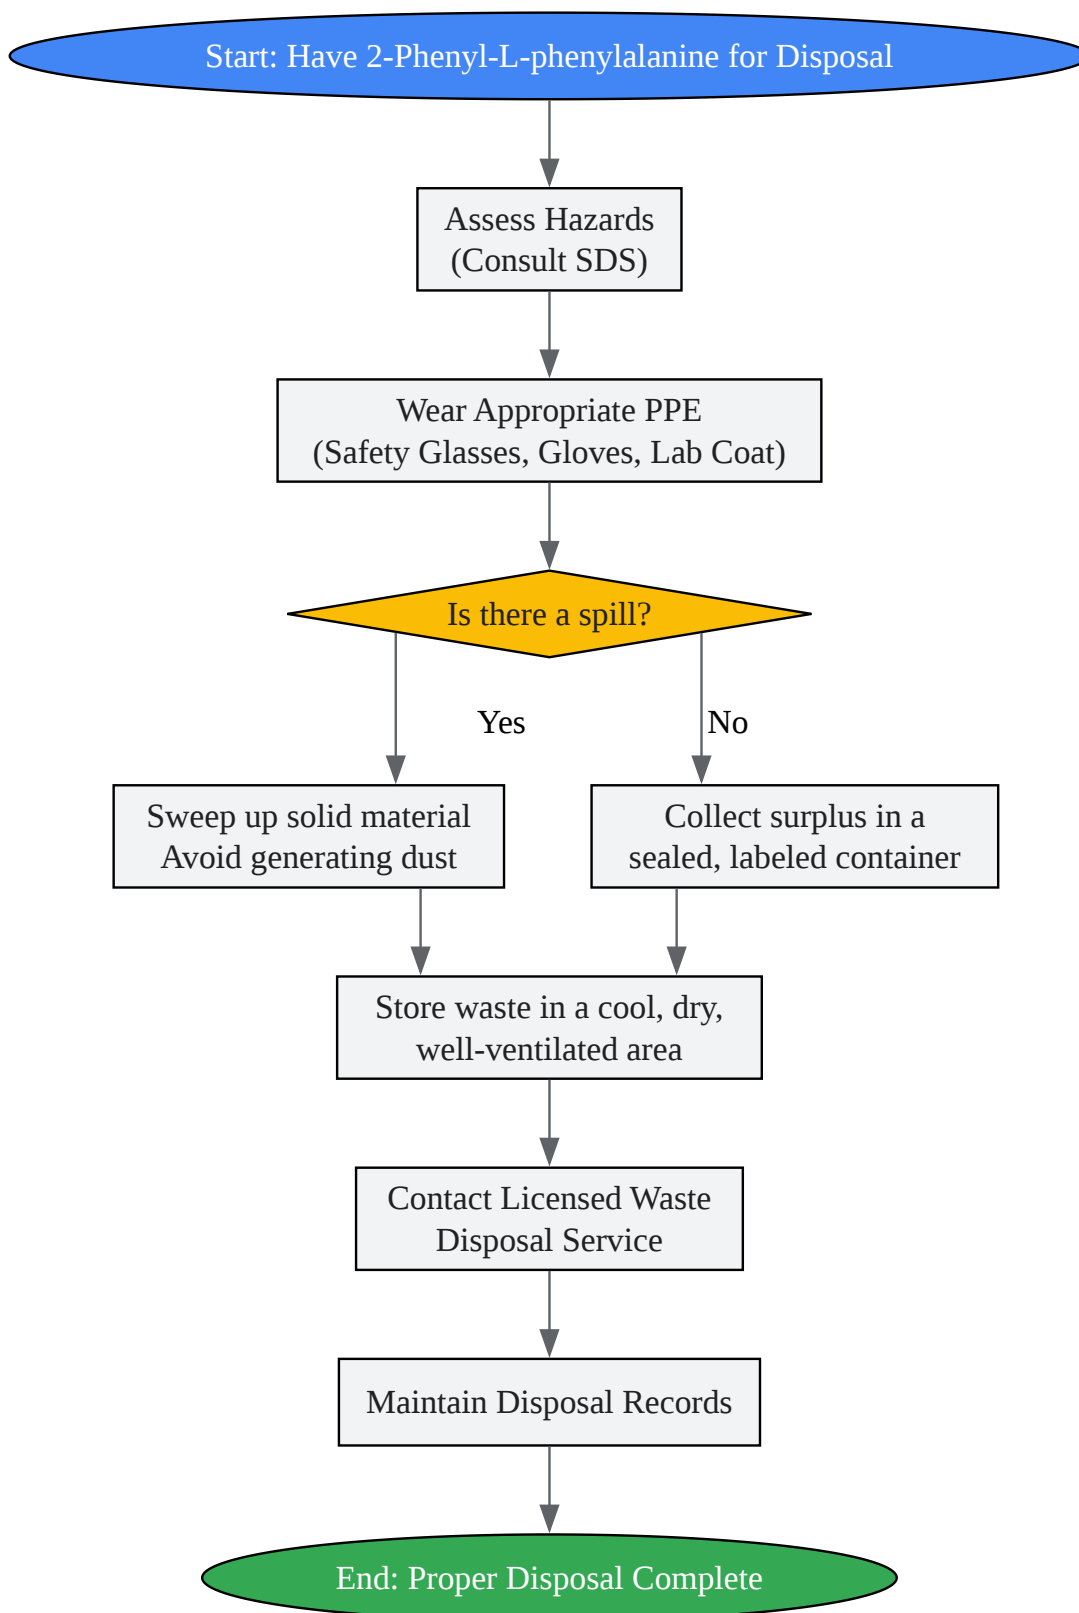 Start: Have 2-Phenyl-L-phenylalanine for Disposal
Assess Hazards
(Consult SDS)
Wear Appropriate PPE
(Safety Glasses, Gloves, Lab Coat)
Is there a spill?
Yes
No
Sweep up solid material
Avoid generating dust
Collect surplus in a
sealed, labeled container
Store waste in a cool, dry,
well-ventilated area
Contact Licensed Waste
Disposal Service
Maintain Disposal Records
End: Proper Disposal Complete